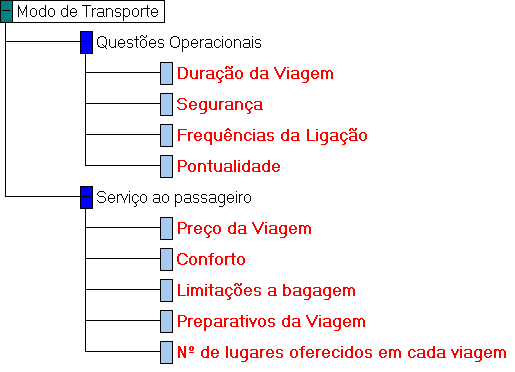 Modo de Transporte
Questões Operacionais
Duração da Viagem
Segurança
Frequências da Ligação
Pontualidade
Serviço ao passageiro
Preço da Viagem
Conforto
Limitações a bagagem
Preparativos da Viagem
Nº de lugares oferecidos em cada viagem